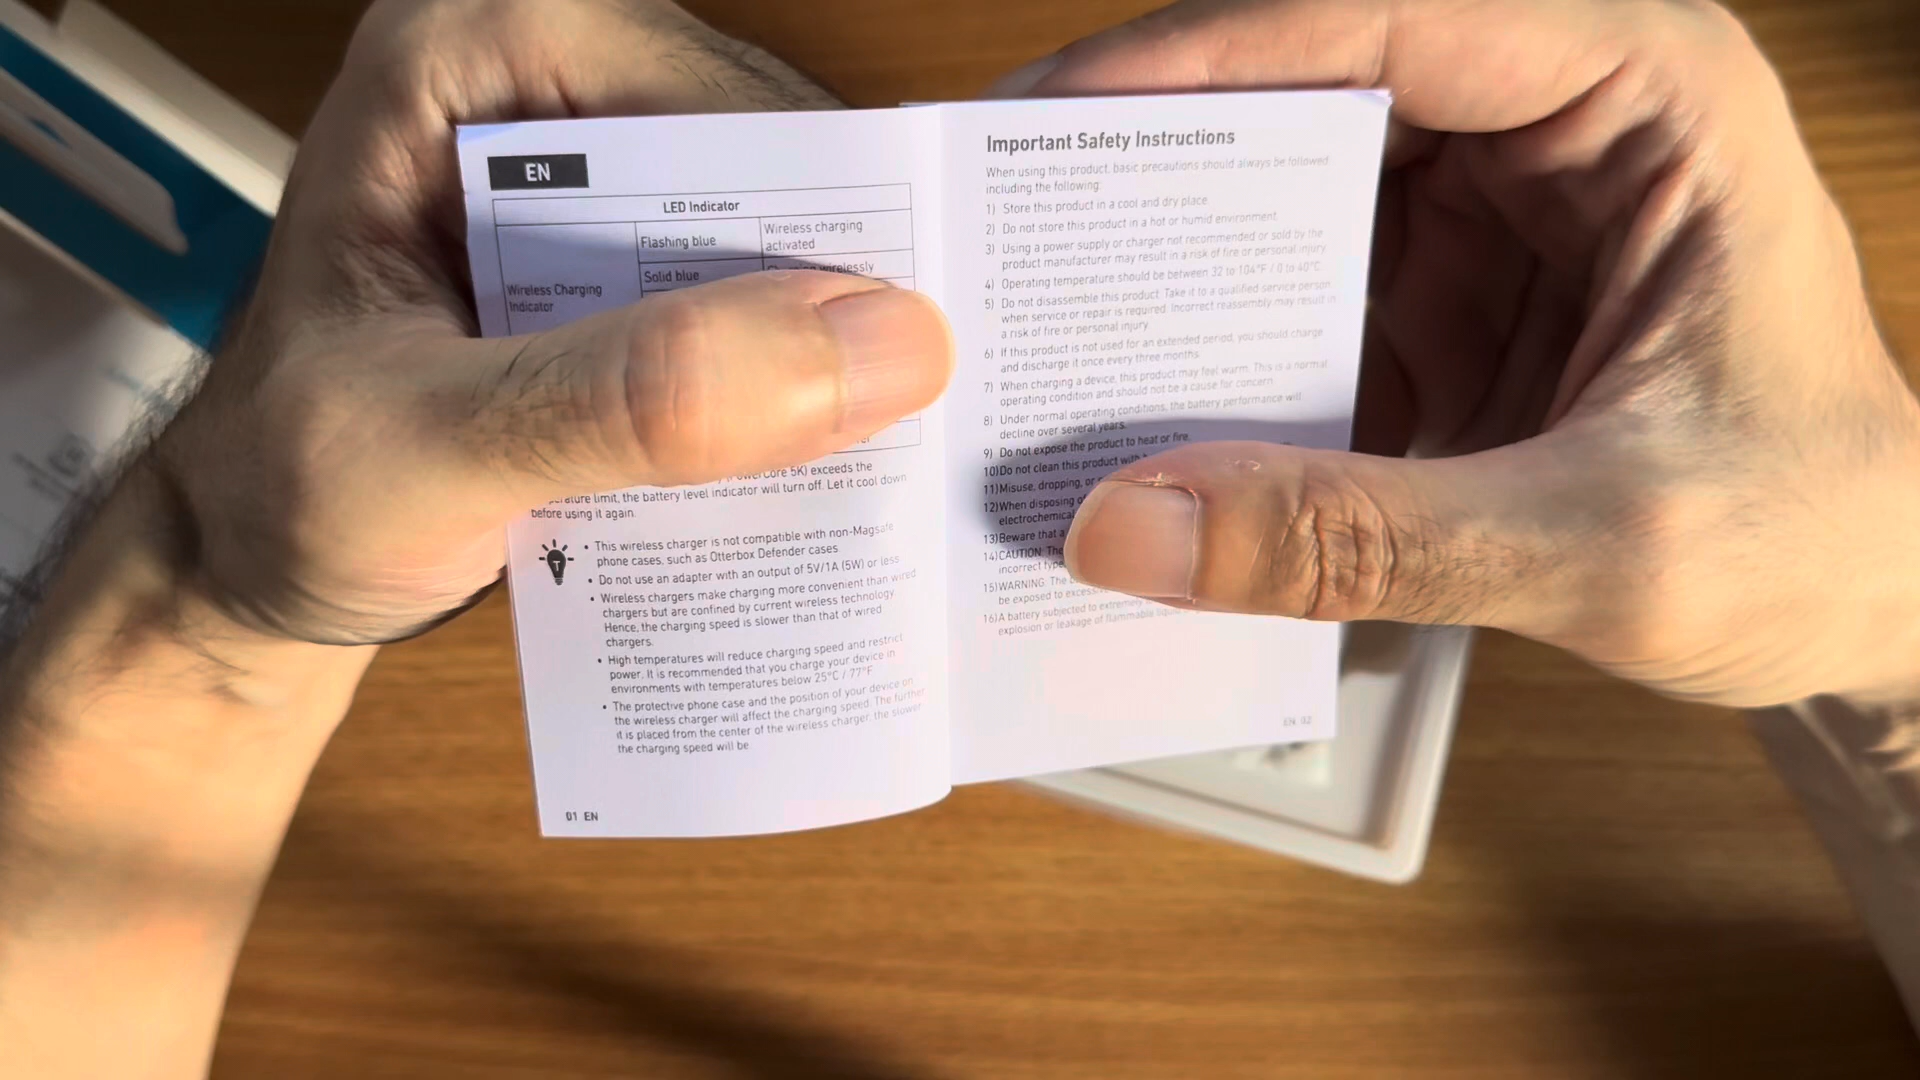 EN
LED Indicator
Wireless Charging
Indicator
Flashing blue
Wireless charging
activated
Solid blue
wirelessly
Core 5K) exceeds the
limit, the battery level indicator will turn off. Let it cool down
before using it again.
• This wireless charger is not compatible with non-Magsafe
phone cases, such as Otterbox Defender cases
• Do not use an adapter with an output of 5V/1A (5W) or less
• Wireless chargers make charging more convenient than wired
chargers but are confined by current wireless technology.
Hence, the charging speed is slower than that of wired
chargers.
• High temperatures will reduce charging speed and restrict
power. It is recommended that you charge your device in
environments with temperatures below 25°C / 77°F
• The protective phone case and the position of your device on
the wireless charger will affect the charging speed. The further
it is placed from the center of the wireless charger, the slower
the charging speed will be
01 EN
Important Safety Instructions
When using this product, basic precautions should always be followed,
including the following:
1) Store this product in a cool and dry place.
2) Do not store this product in a hot or humid environment.
3) Using a power supply or charger not recommended or sold by the
product manufacturer may result in a risk of fire or personal injury.
4) Operating temperature should be between 32 to 104°F / 0 to 40°C.
5) Do not disassemble this product. Take it to a qualified service person
when service or repair is required. Incorrect reassembly may result in
a risk of fire or personal injury.
6) If this product is not used for an extended period, you should charge
and discharge it once every three months.
7) When charging a device, this product may feel warm. This is a normal
operating condition and should not be a cause for concern.
8) Under normal operating conditions, the battery performance will
decline over several years.
9) Do not expose the product to heat or fire.
10)Do not clean this product with
11)Misuse, dropping, or
12)When disposing of
electrochemical
13)Beware that a
14)CAUTION: The
incorrect type
15)WARNING: The
be exposed to excessive
16)A battery subjected to extremely
explosion or leakage of flammable liquid
EN 02